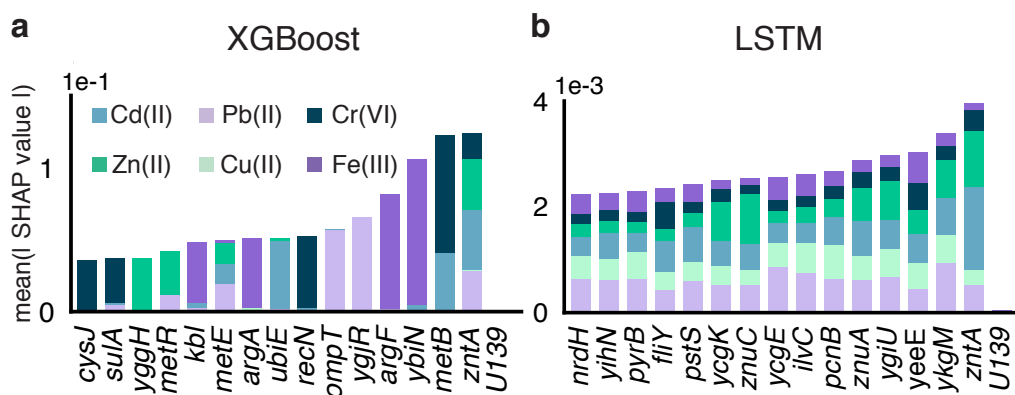 a
XGBoost
1e-1
mean(| SHAP value |)
1
0
Cd(II)
Pb(II)
Cr(VI)
Zn(II)
Cu(II)
Fe(III)
cysJ
sulA
yggH
metR
kbl
metE
argA
ubiE
recN
ompT
ygjR
argF
ybiN
metB
zntA
U139
b
LSTM
1e-3
4
2
0
nrdH
yihN
pyrB
fliY
pstS
ycgK
znuC
ycgE
ilvC
pcnB
znuA
ygiU
yeeE
ykgM
zntA
U139